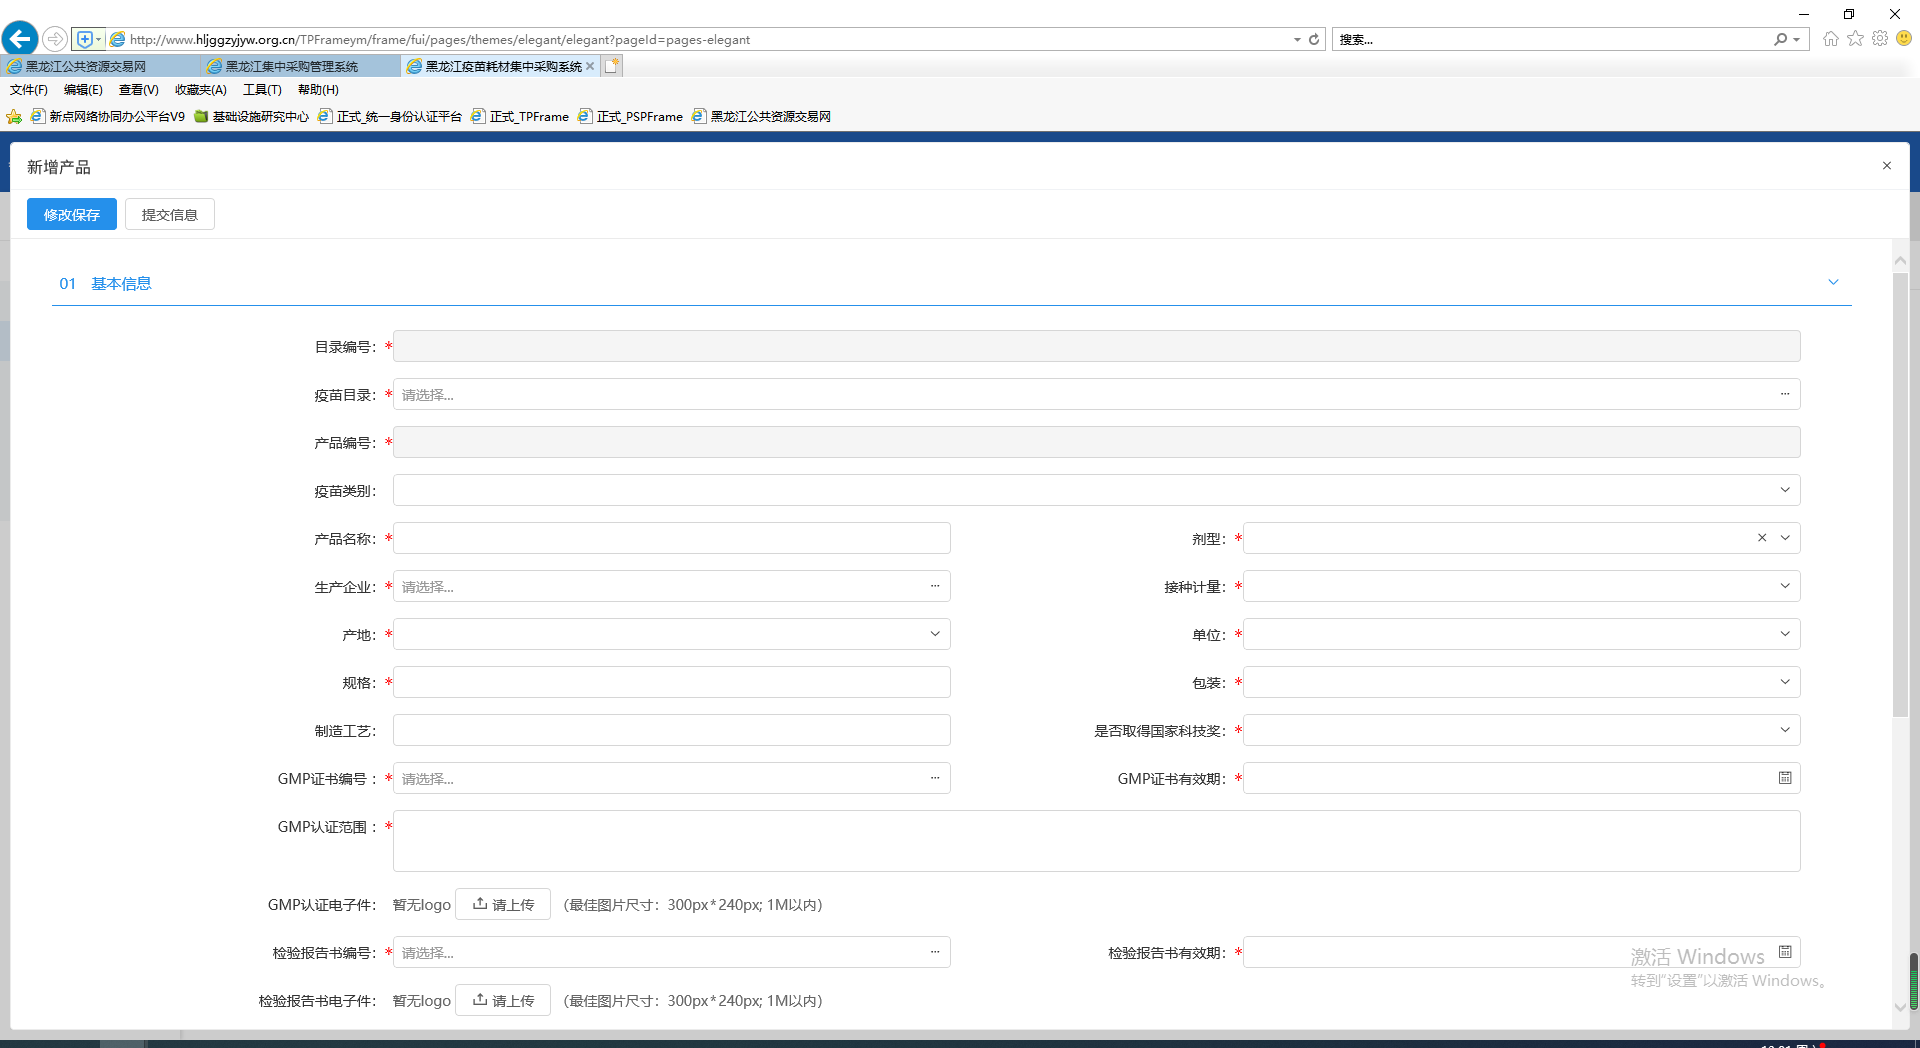 http://www.hljggzyjyw.org.cn/TPFrameym/frame/fui/pages/themes/elegant/elegant?pageId=pages-elegant
搜索...
黑龙江公共资源交易网
黑龙江集中采购管理系统
黑龙江疫苗耗材集中采购系统
文件(F) 编辑(E) 查看(V) 收藏夹(A) 工具(T) 帮助(H)
新点网络协同办公平台V9 基础设施研究中心 正式_统一身份认证平台 正式_TPFrame 正式_PSPFrame 黑龙江公共资源交易网
新增产品
修改保存 提交信息
01 基本信息
目录编号：*
疫苗目录：* 请选择...
产品编号：*
疫苗类别：
产品名称：* 剂型：*
生产企业：* 请选择... 接种计量：*
产地：* 单位：*
规格：* 包装：*
制造工艺： 是否取得国家科技奖：*
GMP证书编号：* 请选择... GMP证书有效期：*
GMP认证范围：*
GMP认证电子件： 暂无logo 请上传 （最佳图片尺寸：300px*240px; 1M以内）
检验报告书编号：* 请选择... 检验报告书有效期：*
激活 Windows
转到“设置”以激活 Windows。
检验报告书电子件： 暂无logo 请上传 （最佳图片尺寸：300px*240px; 1M以内）